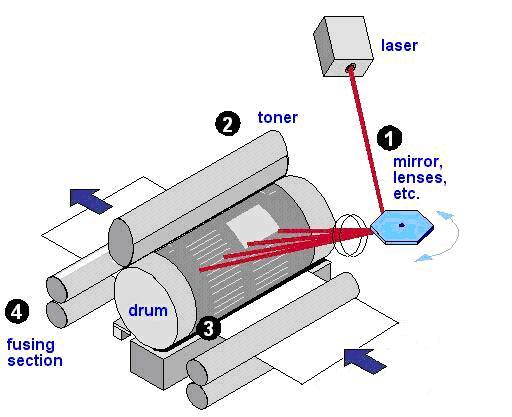 laser
toner
2
1
mirror,
lenses,
etc.
drum
3
4
fusing
section